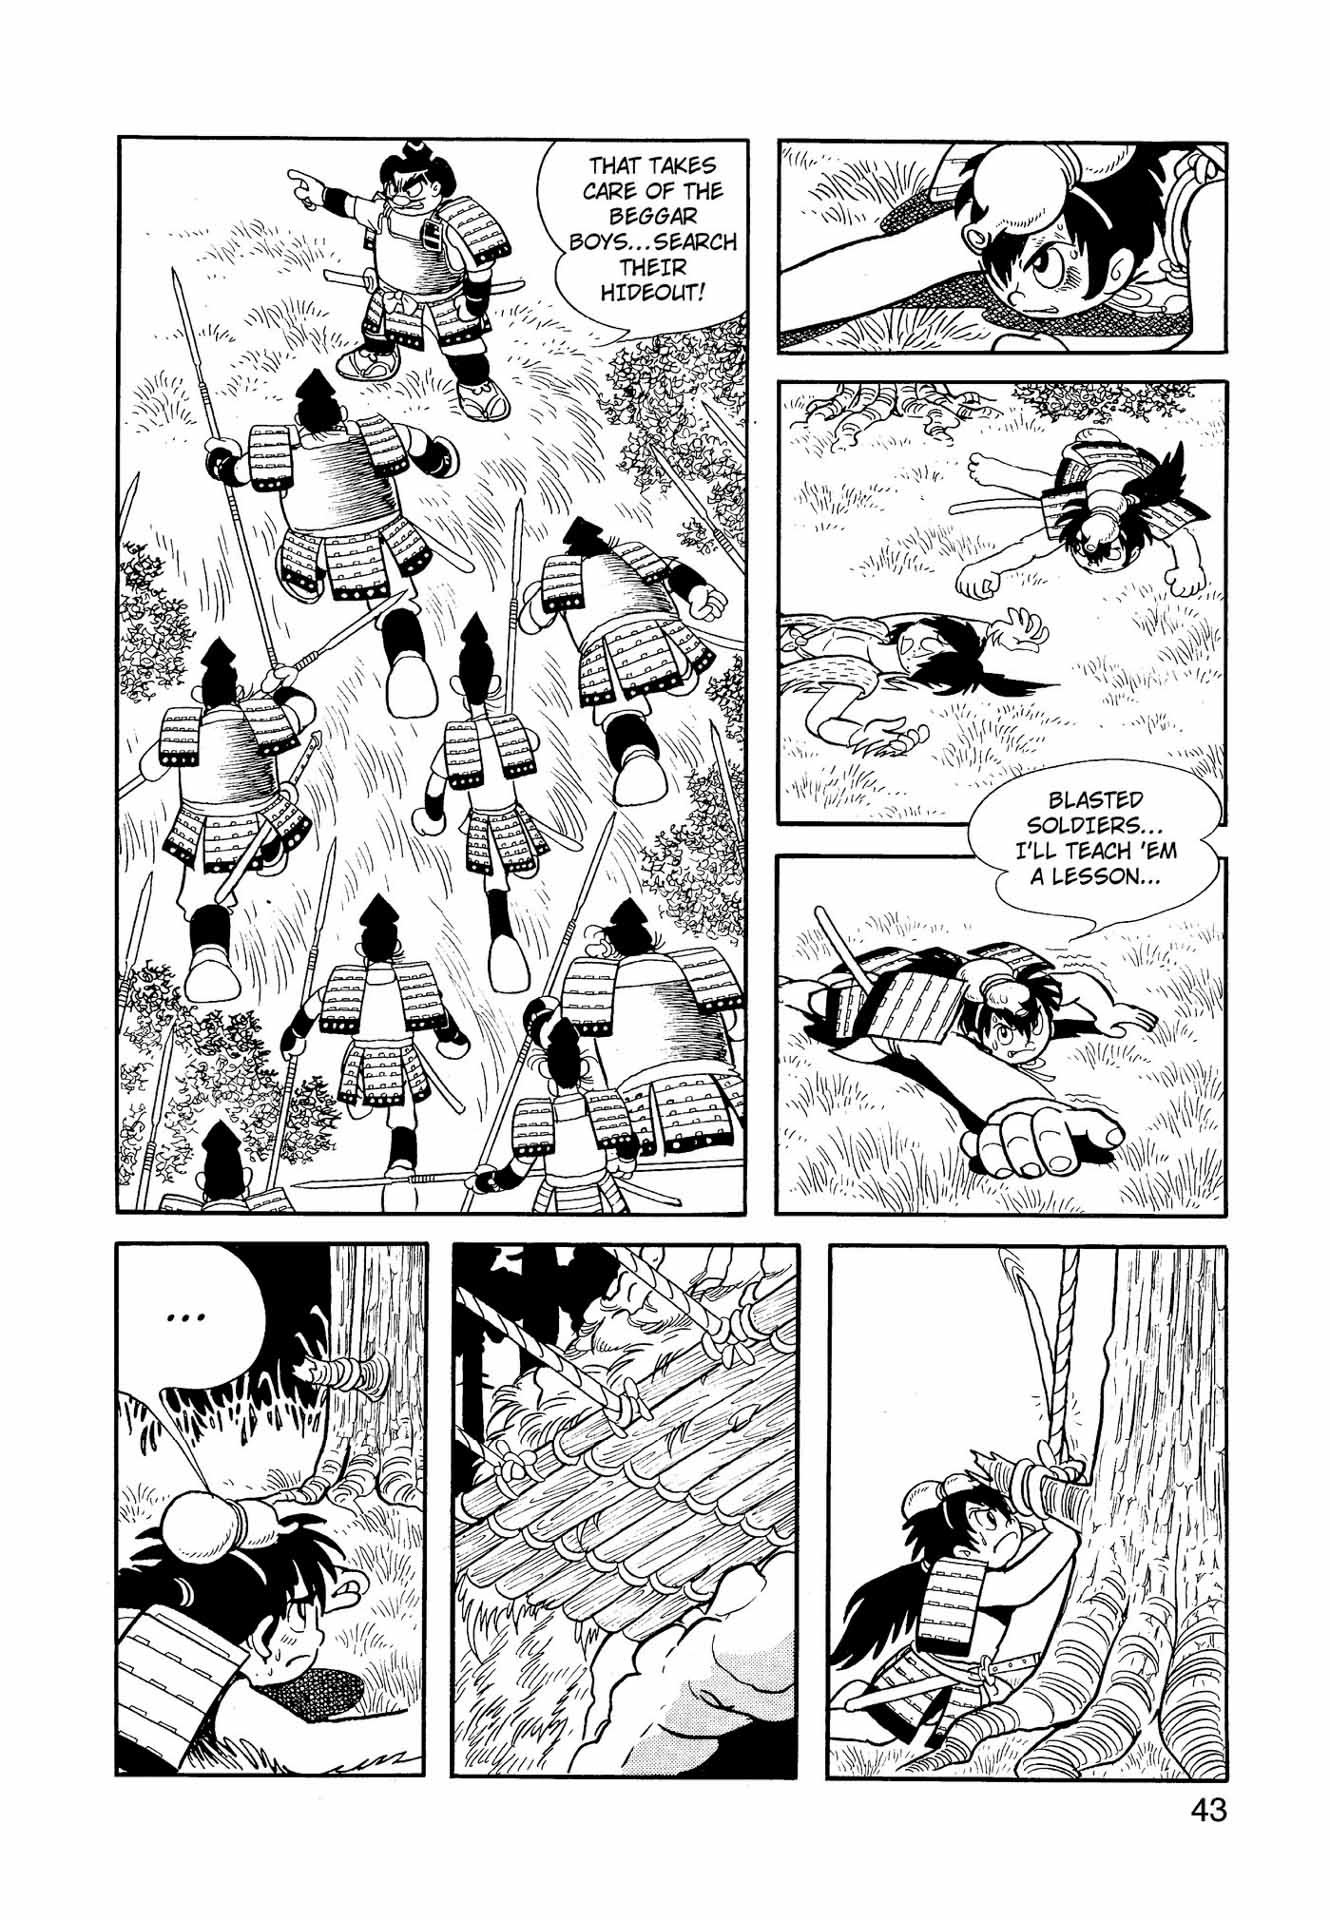 THAT TAKES
CARE OF THE
BEGGAR
BOYS...SEARCH
THEIR
HIDEOUT!
BLASTED
SOLDIERS...
I'LL TEACH 'EM
A LESSON...
...
43